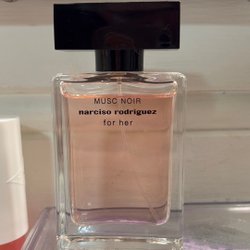 MUSC NOIR
narciso rodriguez
for her